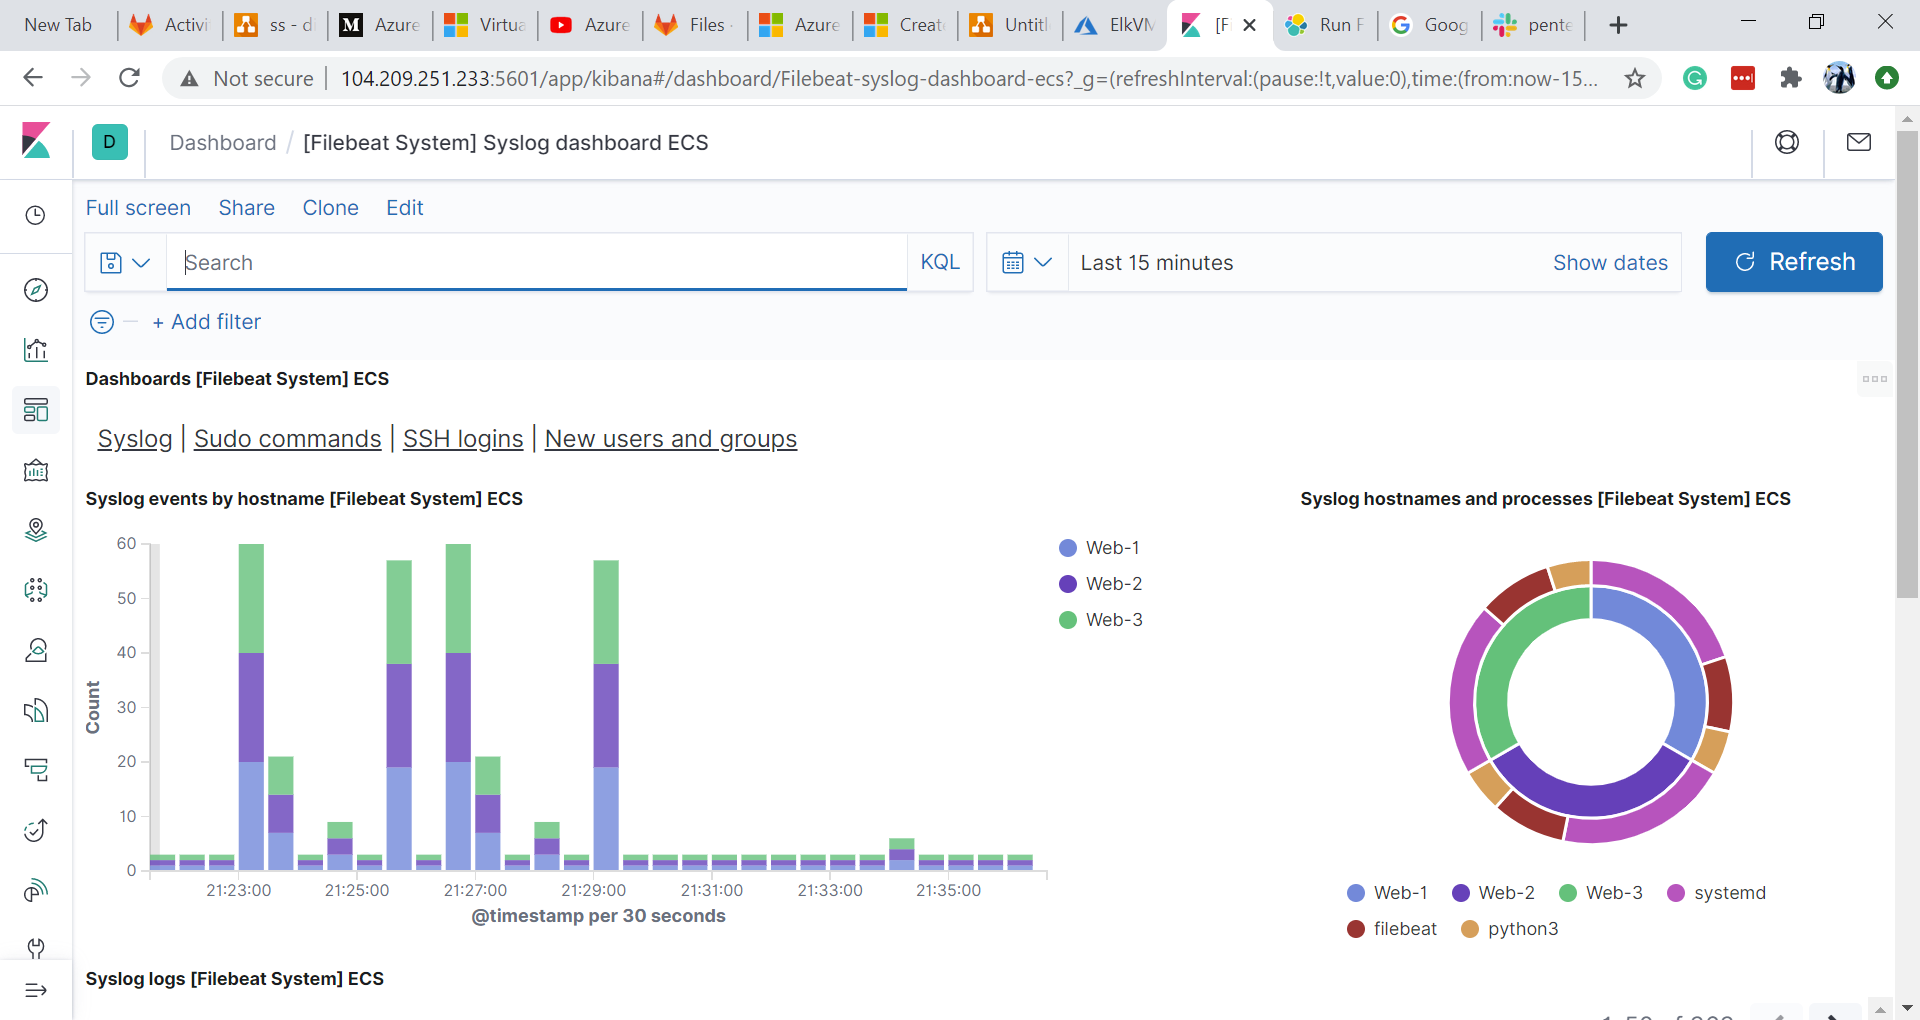 New Tab Activi ss - di Azure Virtua Azure Files - Azure Create Untitl ElkVM [F Run F Goog pente
Not secure 104.209.251.233:5601/app/kibana#/dashboard/Filebeat-syslog-dashboard-ecs?_g=(refreshInterval:(pause:!t,value:0),time:(from:now-15...
D Dashboard / [Filebeat System] Syslog dashboard ECS
Full screen Share Clone Edit
Search KQL Last 15 minutes Show dates Refresh
+ Add filter
Dashboards [Filebeat System] ECS
Syslog | Sudo commands | SSH logins | New users and groups
Syslog events by hostname [Filebeat System] ECS
60
50
40
30
20
10
0
Count
21:23:00 21:25:00 21:27:00 21:29:00 21:31:00 21:33:00 21:35:00
@timestamp per 30 seconds
Web-1
Web-2
Web-3
Syslog hostnames and processes [Filebeat System] ECS
Web-1 Web-2 Web-3 systemd
filebeat python3
Syslog logs [Filebeat System] ECS